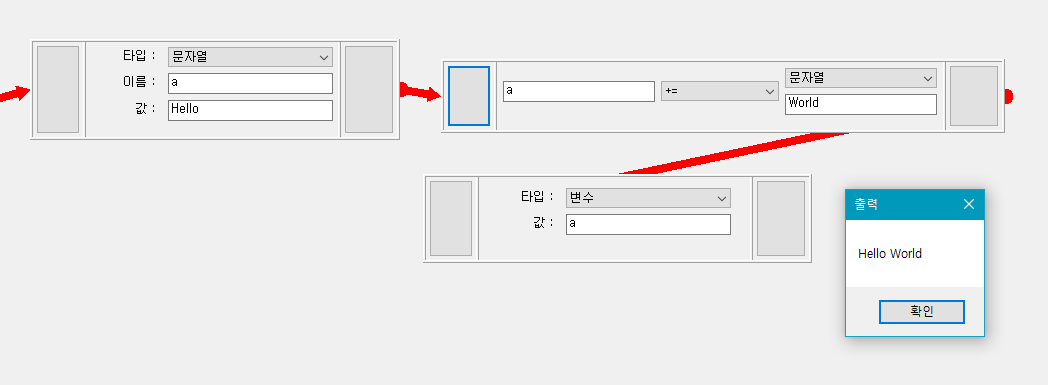 타입 : 문자열
이름 : a
값 : Hello
a += 문자열
World
타입 : 변수
값 : a
출력
Hello World
확인